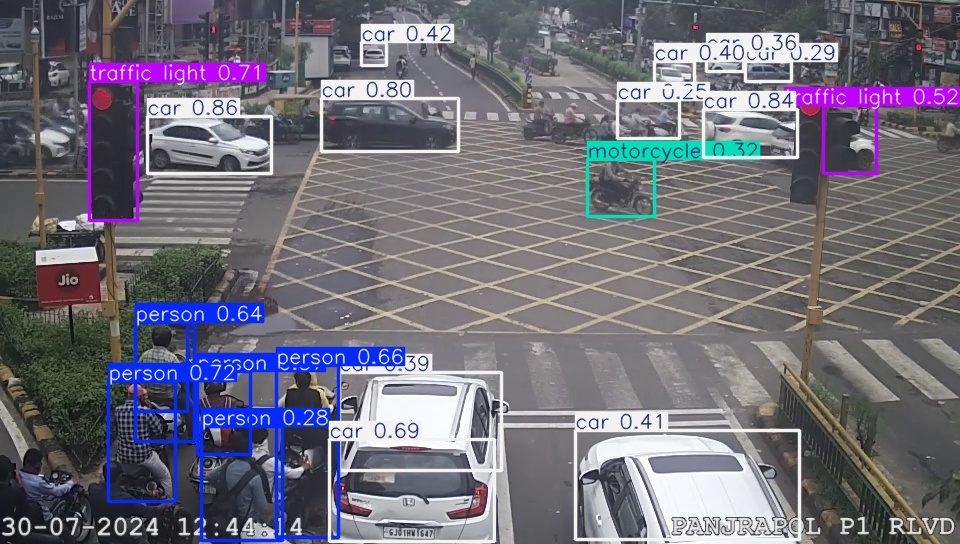 car 0.42
car 0.36
car 0.40
car 0.29
traffic light 0.71
car 0.86
car 0.80
car 0.25
car 0.84
traffic light 0.52
motorcycle 0.32
Jio
person 0.64
person
person 0.66
0.39
person 0.72
person 0.28
car 0.69
car 0.41
GJ01HW1647
30-07-2024 12:44:14
PANJRAPOL P1 RLVD